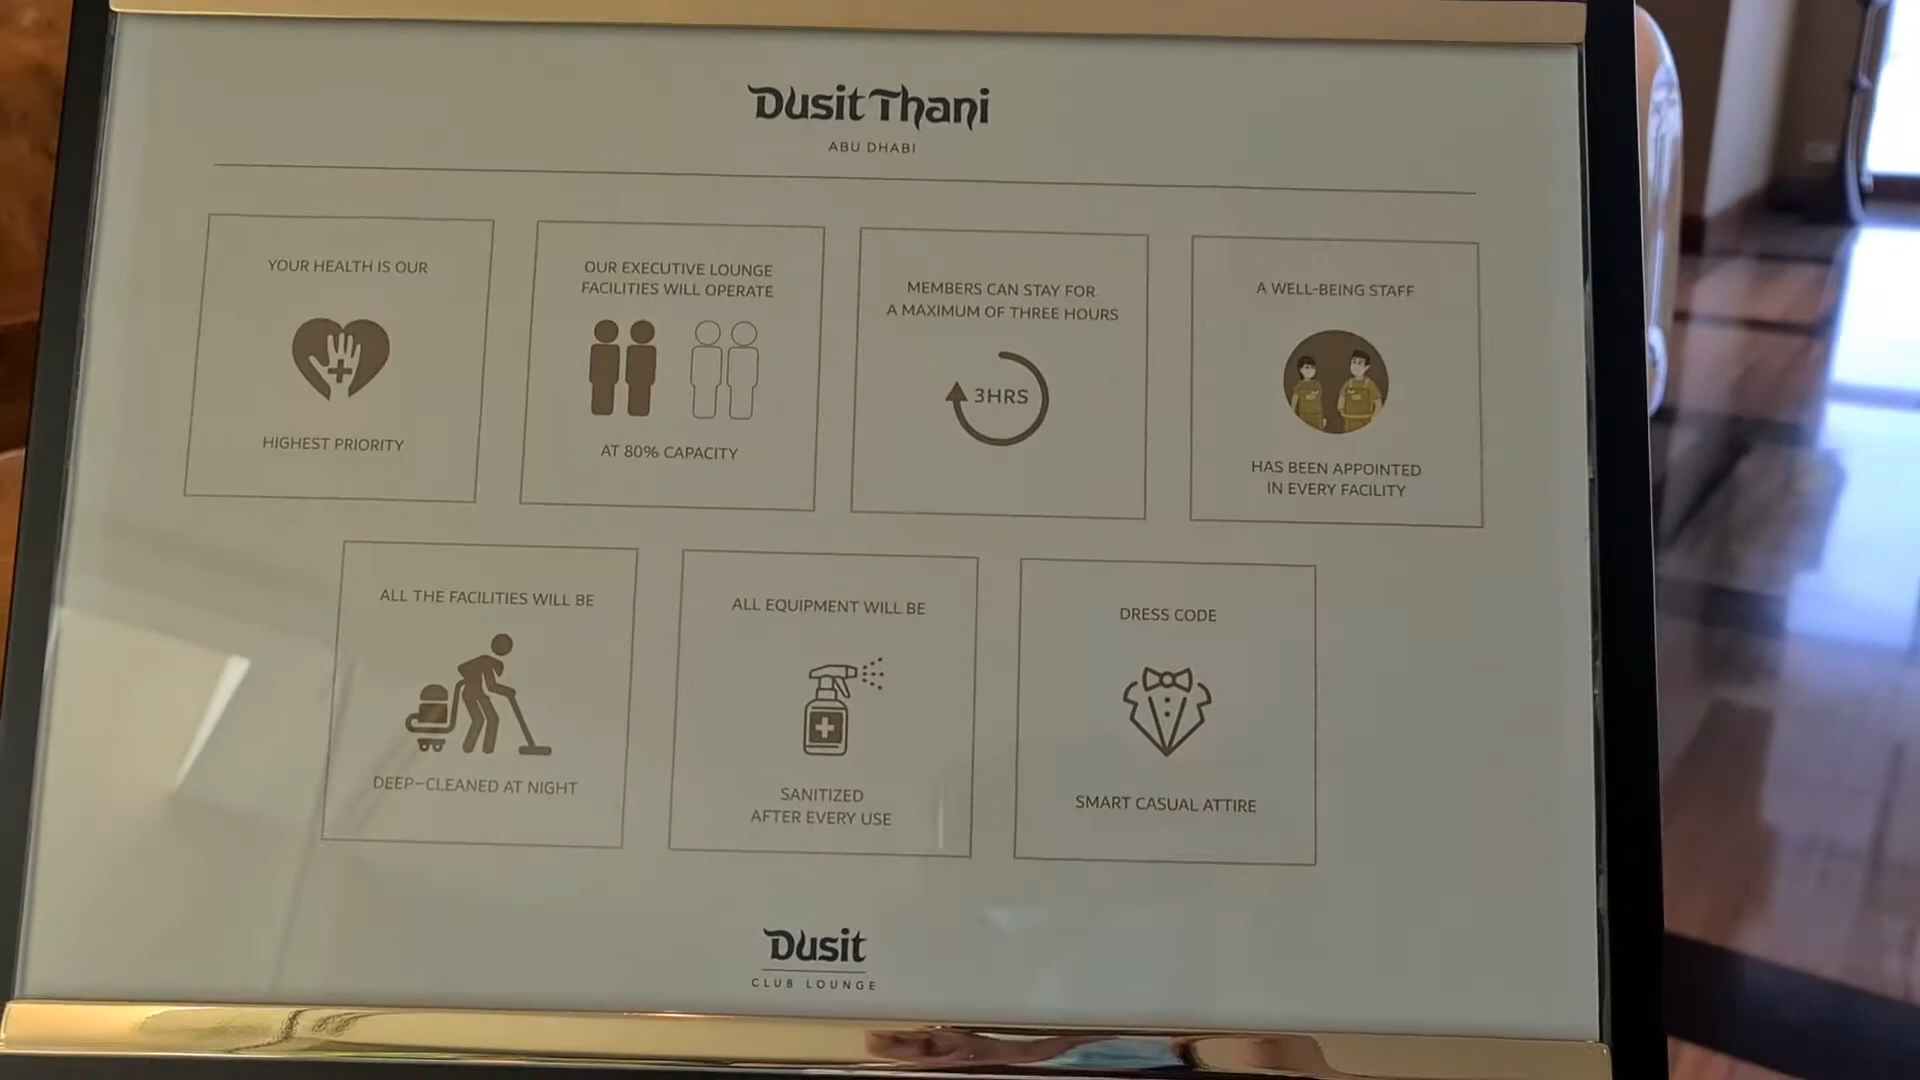 Dusit Thani
ABU DHABI
YOUR HEALTH IS OUR
HIGHEST PRIORITY
OUR EXECUTIVE LOUNGE
FACILITIES WILL OPERATE
AT 80% CAPACITY
MEMBERS CAN STAY FOR
A MAXIMUM OF THREE HOURS
3HRS
A WELL-BEING STAFF
HAS BEEN APPOINTED
IN EVERY FACILITY
ALL THE FACILITIES WILL BE
DEEP-CLEANED AT NIGHT
ALL EQUIPMENT WILL BE
SANITIZED
AFTER EVERY USE
DRESS CODE
SMART CASUAL ATTIRE
Dusit
CLUB LOUNGE